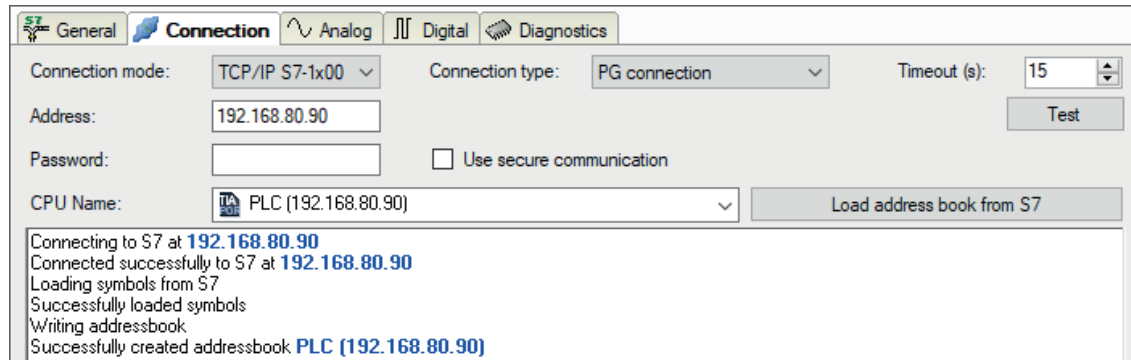 General Connection Analog Digital Diagnostics
Connection mode: TCP/IP S7-1x00 Connection type: PG connection Timeout (s): 15
Address: 192.168.80.90 Test
Password: Use secure communication
CPU Name: PLC (192.168.80.90) Load address book from S7
Connecting to S7 at 192.168.80.90
Connected successfully to S7 at 192.168.80.90
Loading symbols from S7
Successfully loaded symbols
Writing addressbook
Successfully created addressbook PLC (192.168.80.90)